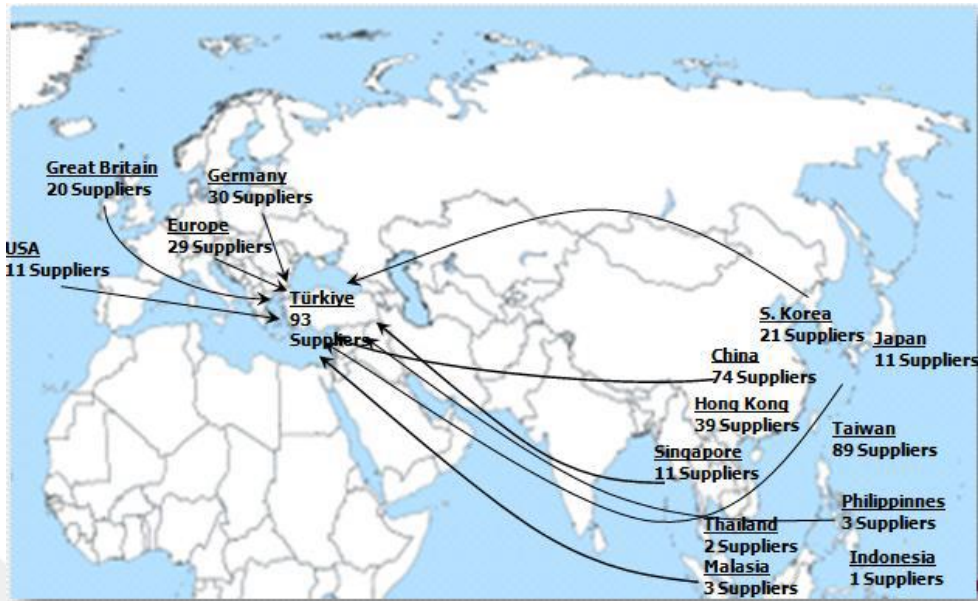 Great Britain
20 Suppliers
Germany
30 Suppliers
Europe
29 Suppliers
USA
11 Suppliers
Türkiye
93
Suppliers
S. Korea
21 Suppliers
Japan
11 Suppliers
China
74 Suppliers
Hong Kong
39 Suppliers
Taiwan
89 Suppliers
Singapore
11 Suppliers
Philippinnes
3 Suppliers
Thailand
2 Suppliers
Malasia
3 Suppliers
Indonesia
1 Suppliers